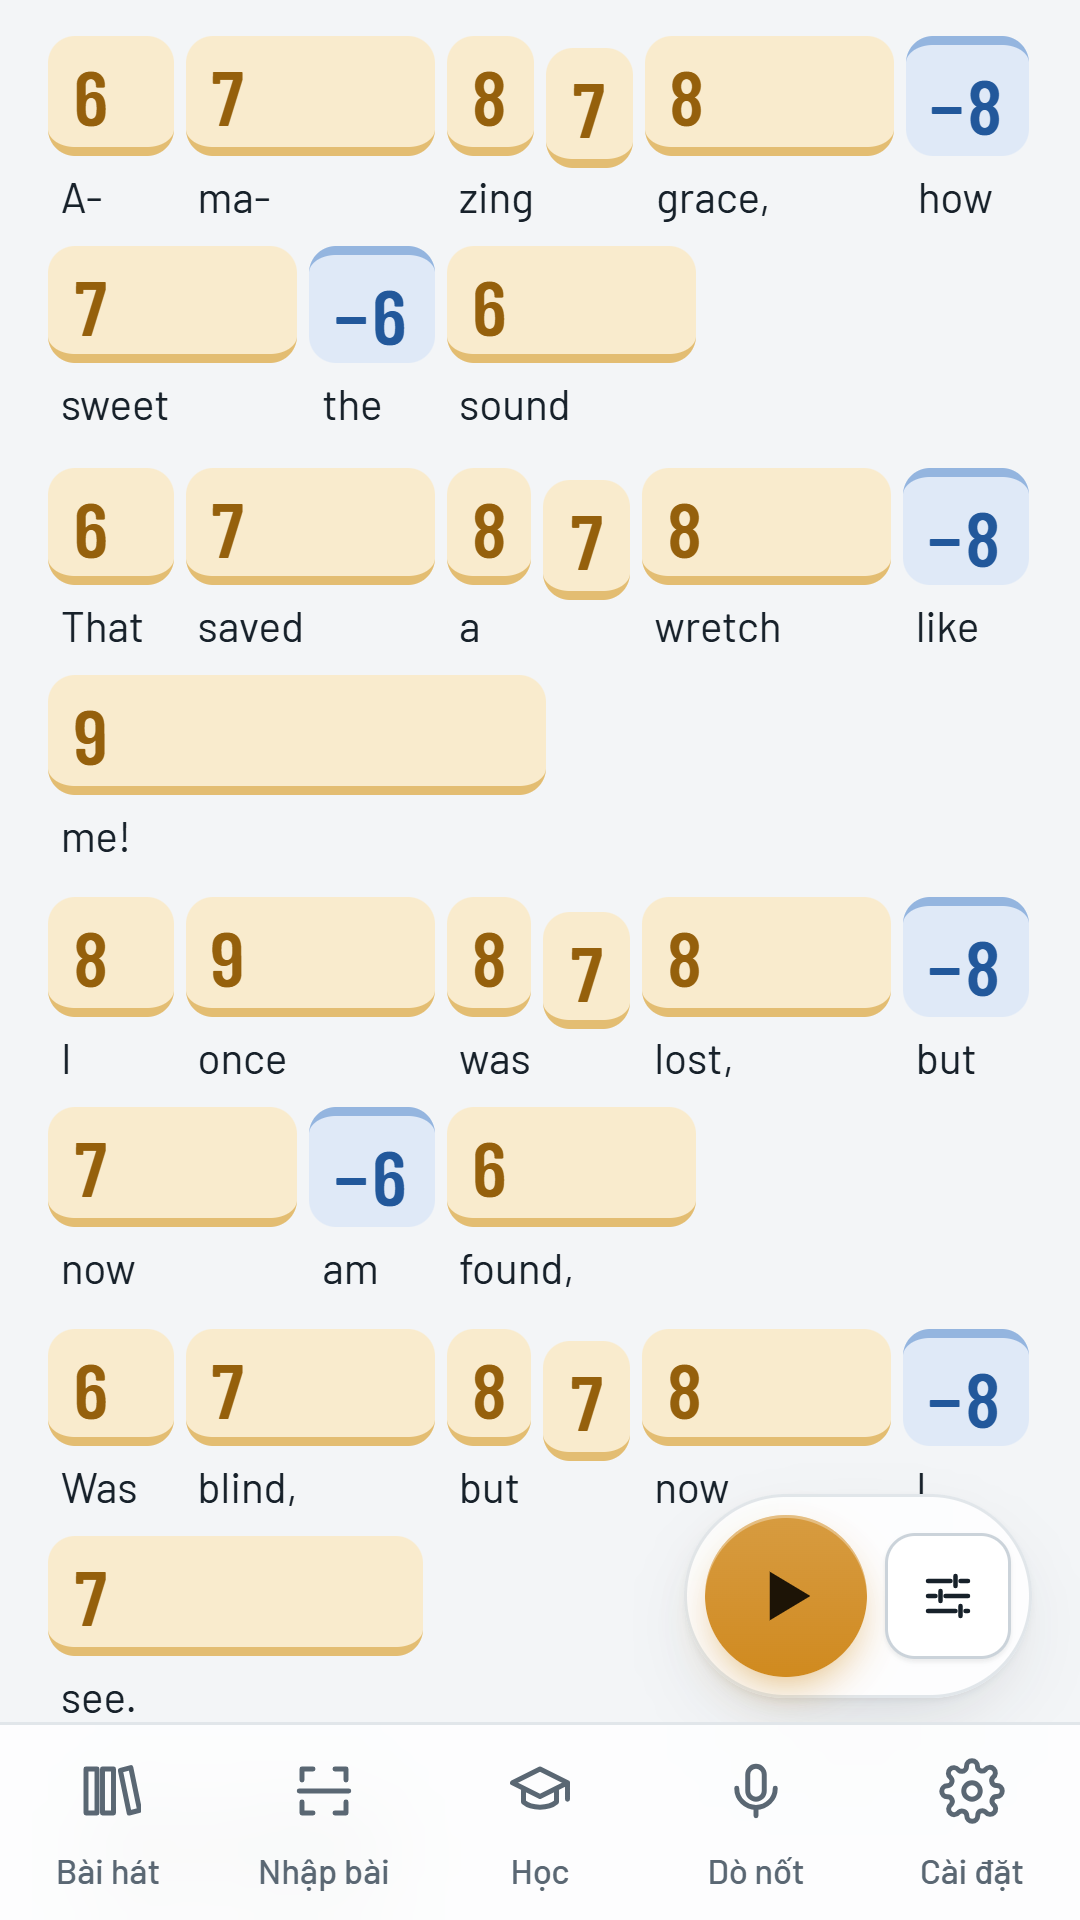 6 7 8 7 8 −8
A- ma- zing grace, how
7 −6 6
sweet the sound
6 7 8 7 8 −8
That saved a wretch like
9
me!
8 9 8 7 8 −8
I once was lost, but
7 −6 6
now am found,
6 7 8 7 8 −8
Was blind, but now I
7
see.
Bài hát Nhập bài Học Dò nốt Cài đặt